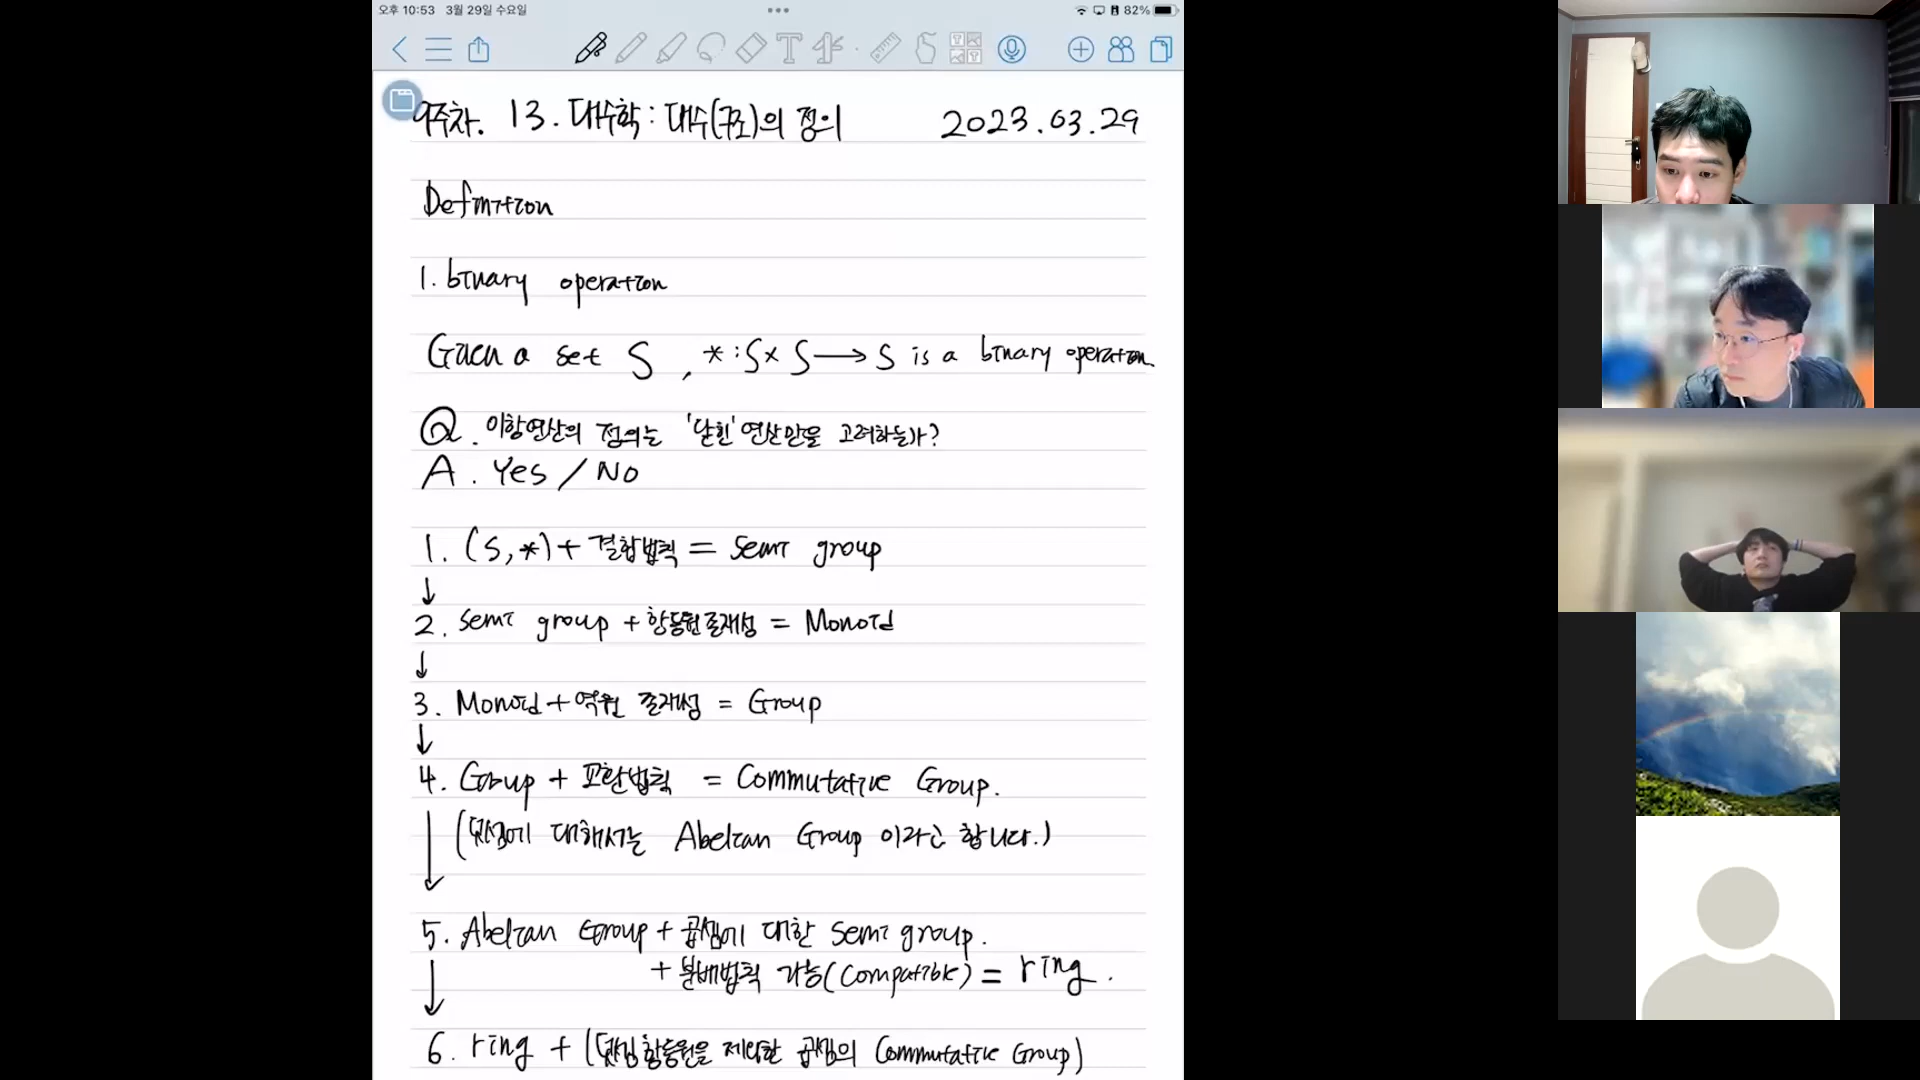 오후 10:53 3월 29일 수요일
82%
9주차. 13. 대수학 : 대수(구조)의 정의 2023.03.29
Definition
1. binary operation
Given a set S, * : S × S → S is a binary operation
Q. 이항연산의 정의는 '닫힌' 연산만을 고려하는가?
A. Yes / No
1. (S, *) + 결합법칙 = Semi group
↓
2. Semi group + 항등원 존재성 = Monoid
↓
3. Monoid + 역원 존재성 = Group
↓
4. Group + 교환법칙 = Commutative Group.
↓ (덧셈에 대해서는 Abelian Group 이라고 합니다.)
5. Abelian Group + 곱셈에 대한 Semi group.
↓ + 분배법칙 가능(Compatible) = ring.
6. ring + (덧셈 항등원을 제외한 곱셈의 Commutative Group)